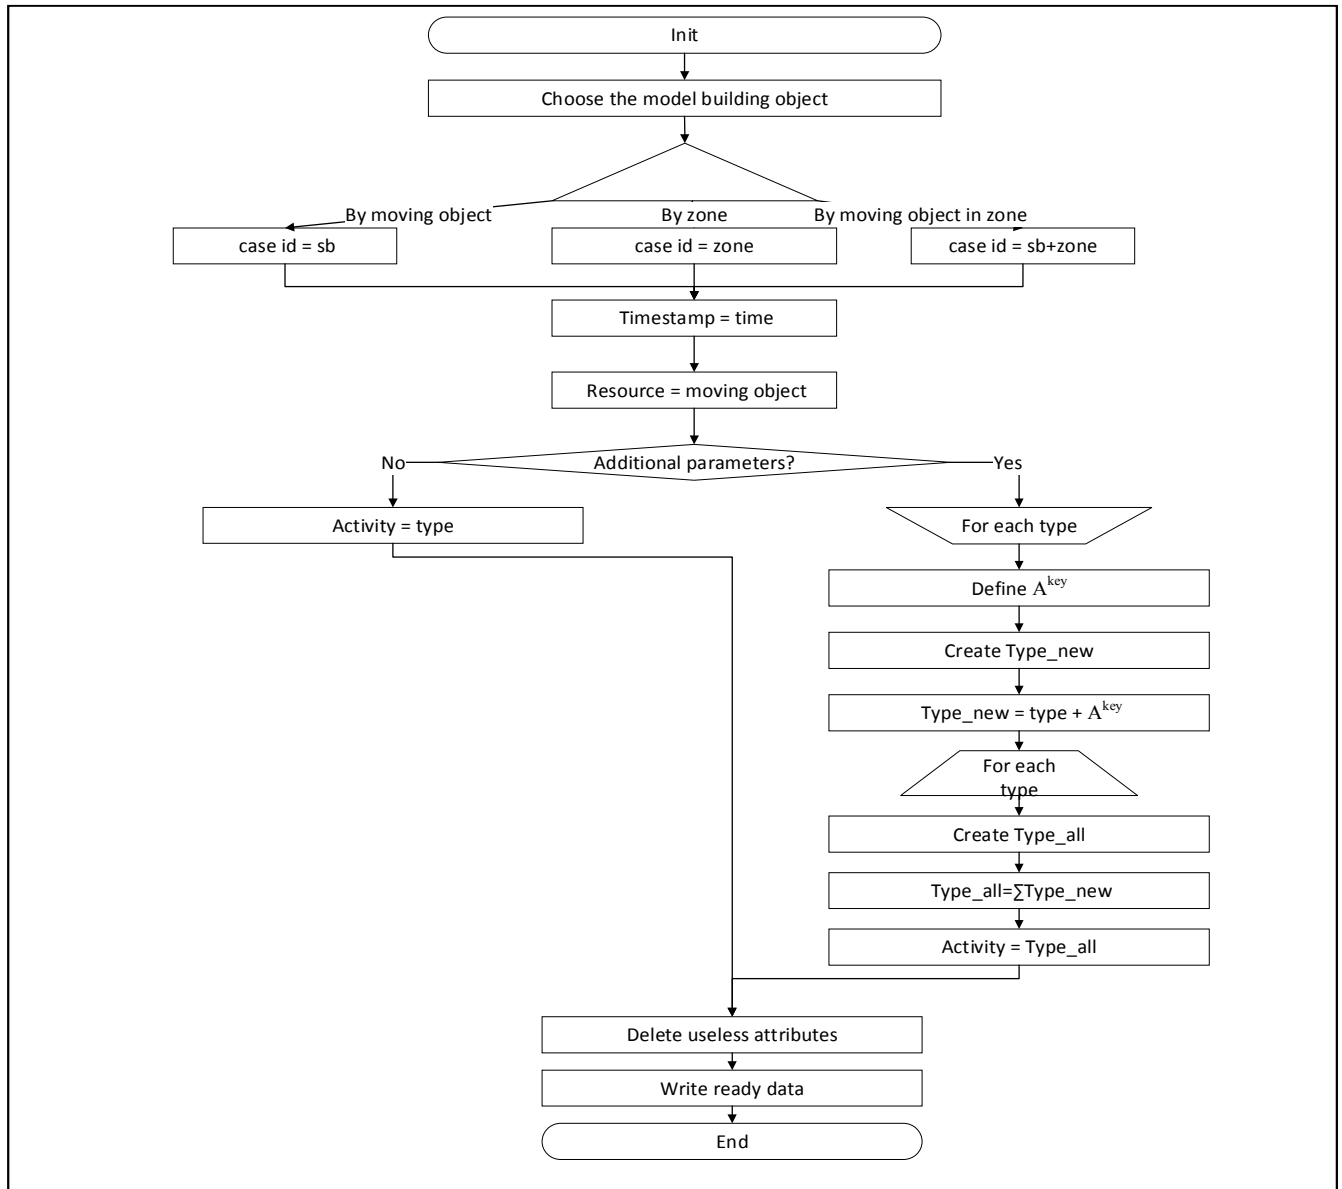 Init
Choose the model building object
By moving object
By zone
By moving object in zone
case id = sb
case id = zone
case id = sb+zone
Timestamp = time
Resource = moving object
No
Additional parameters?
Yes
Activity = type
For each type
Define A^key
Create Type_new
Type_new = type + A^key
For each
type
Create Type_all
Type_all=∑Type_new
Activity = Type_all
Delete useless attributes
Write ready data
End